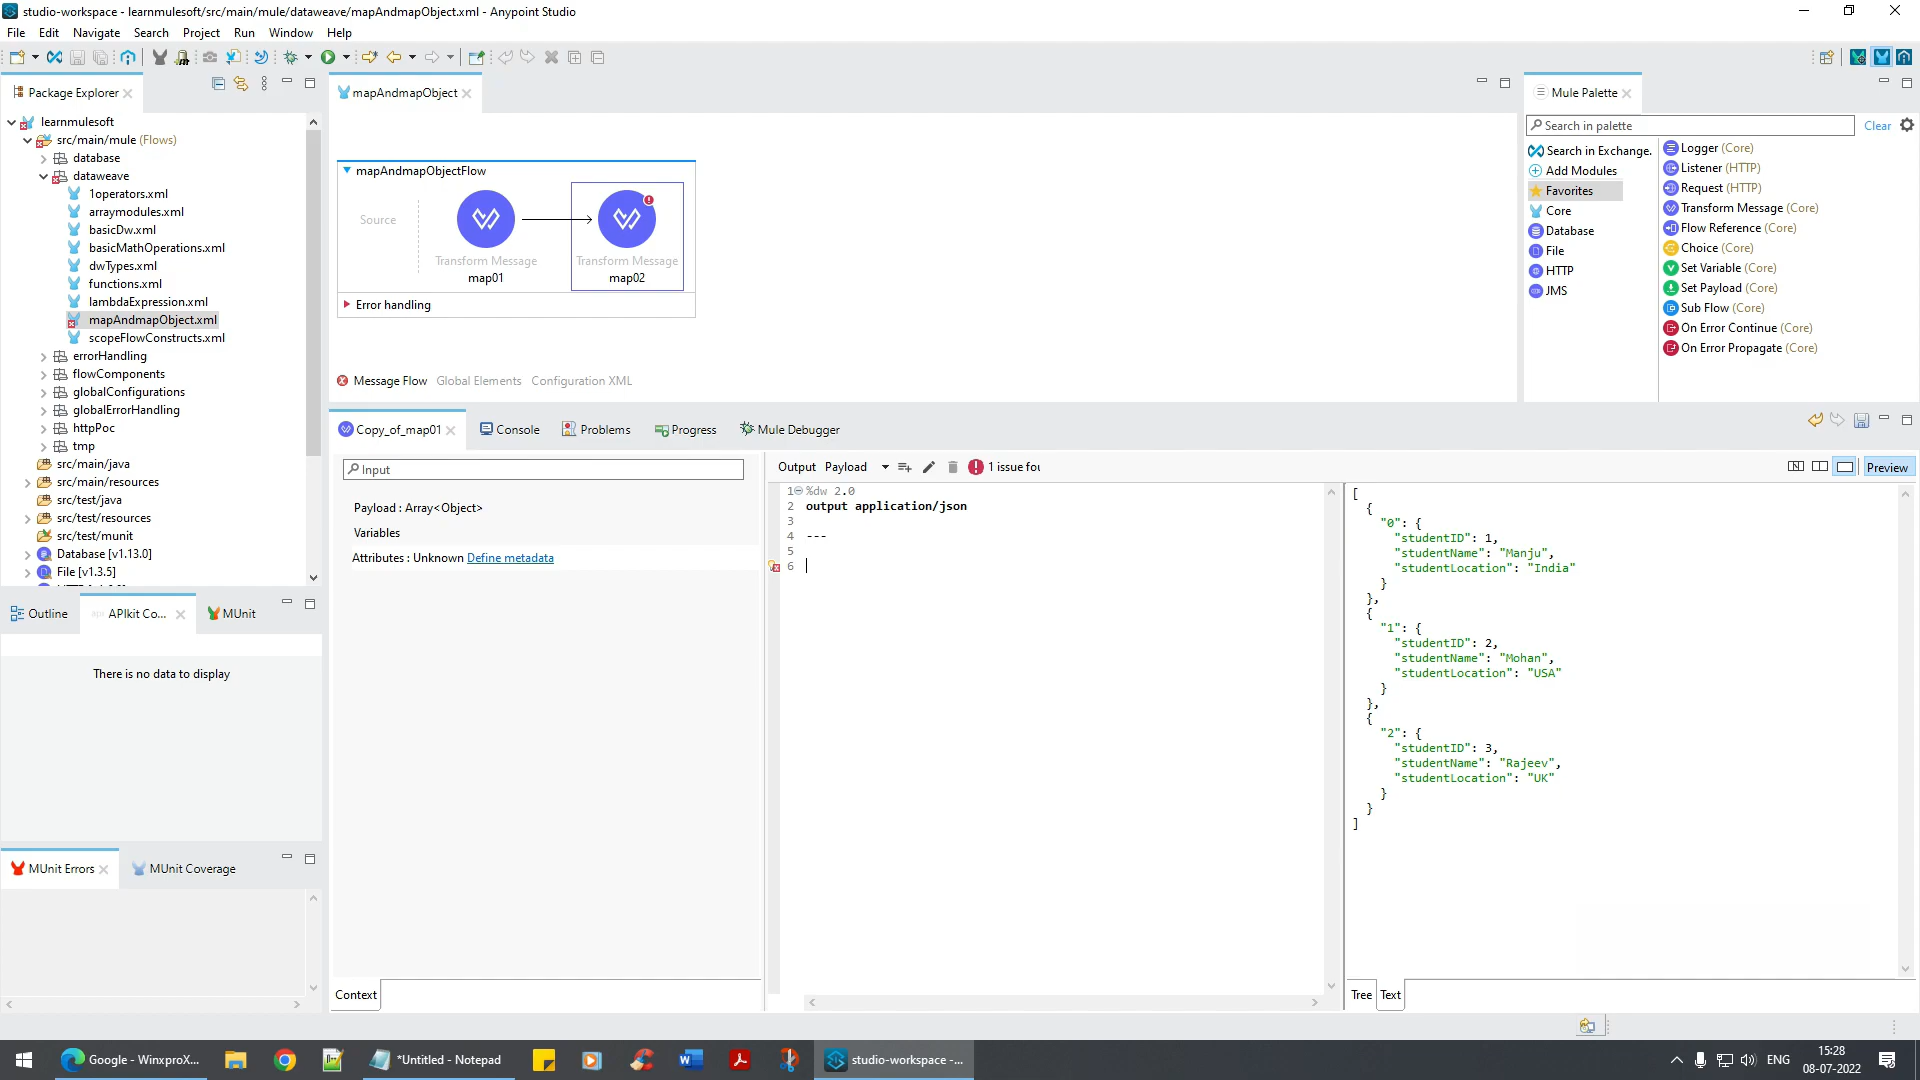 studio-workspace - learnmulesoft/src/main/mule/dataweave/mapAndmapObject.xml - Anypoint Studio
File Edit Navigate Search Project Run Window Help
Package Explorer
learnmulesoft
src/main/mule (Flows)
database
dataweave
1operators.xml
arraymodules.xml
basicDw.xml
basicMathOperations.xml
dwTypes.xml
functions.xml
lambdaExpression.xml
mapAndmapObject.xml
scopeFlowConstructs.xml
errorHandling
flowComponents
globalConfigurations
globalErrorHandling
httpPoc
tmp
src/main/java
src/main/resources
src/test/java
src/test/resources
src/test/munit
Database [v1.13.0]
File [v1.3.5]
Outline
APIkit Co...
MUnit
There is no data to display
MUnit Errors
MUnit Coverage
mapAndmapObject
mapAndmapObjectFlow
Source
Transform Message
map01
Transform Message
map02
Error handling
Message Flow Global Elements Configuration XML
Mule Palette
Search in palette
Clear
Search in Exchange.
Add Modules
Favorites
Core
Database
File
HTTP
JMS
Logger (Core)
Listener (HTTP)
Request (HTTP)
Transform Message (Core)
Flow Reference (Core)
Choice (Core)
Set Variable (Core)
Set Payload (Core)
Sub Flow (Core)
On Error Continue (Core)
On Error Propagate (Core)
Copy_of_map01
Console
Problems
Progress
Mule Debugger
Input
Payload : Array<Object>
Variables
Attributes : Unknown Define metadata
Context
Output Payload
1 issue fou
Preview
1 %dw 2.0
2 output application/json
3
4 ---
5
6
[
{
"0": {
"studentID": 1,
"studentName": "Manju",
"studentLocation": "India"
}
},
{
"1": {
"studentID": 2,
"studentName": "Mohan",
"studentLocation": "USA"
}
},
{
"2": {
"studentID": 3,
"studentName": "Rajeev",
"studentLocation": "UK"
}
}
]
Tree Text
Google - WinxproX...
*Untitled - Notepad
studio-workspace -...
ENG
15:28
08-07-2022